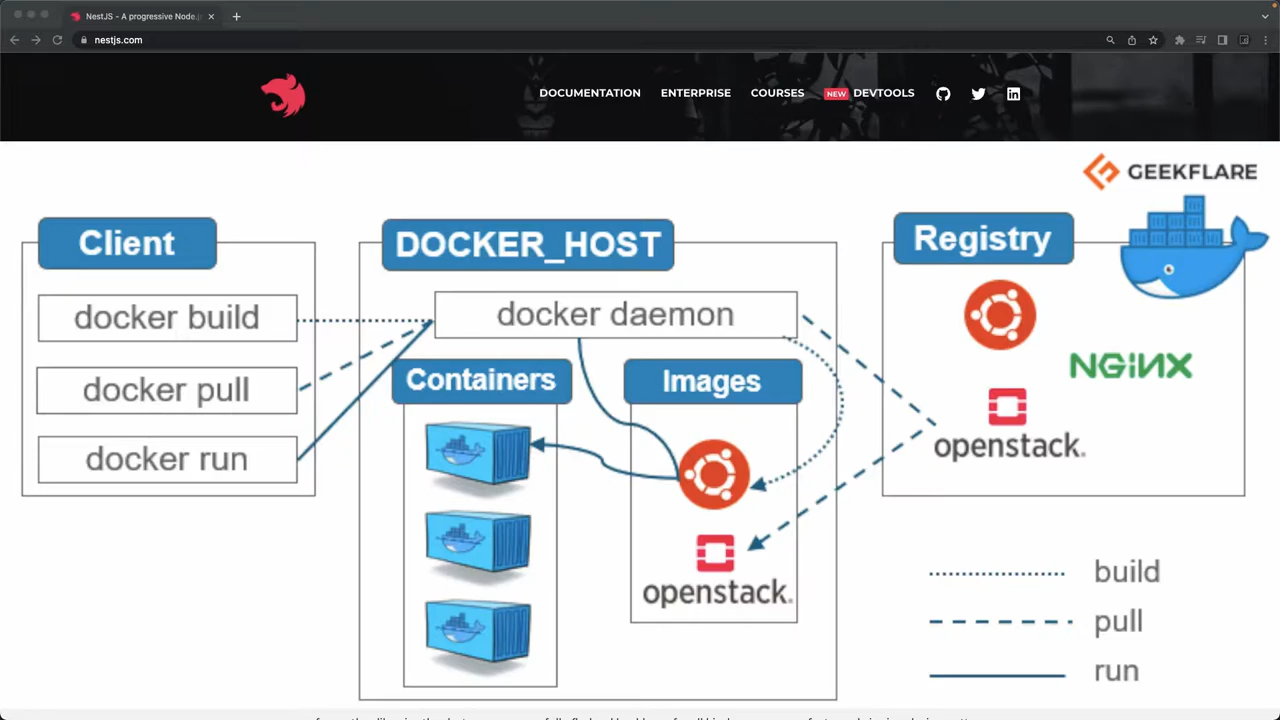 NestJS - A progressive Node.j
nestjs.com
DOCUMENTATION
ENTERPRISE
COURSES
NEW
DEVTOOLS
GEEKFLARE
Client
DOCKER_HOST
Registry
docker build
docker daemon
docker pull
Containers
Images
NGiNX
docker run
openstack.
openstack.
build
pull
run